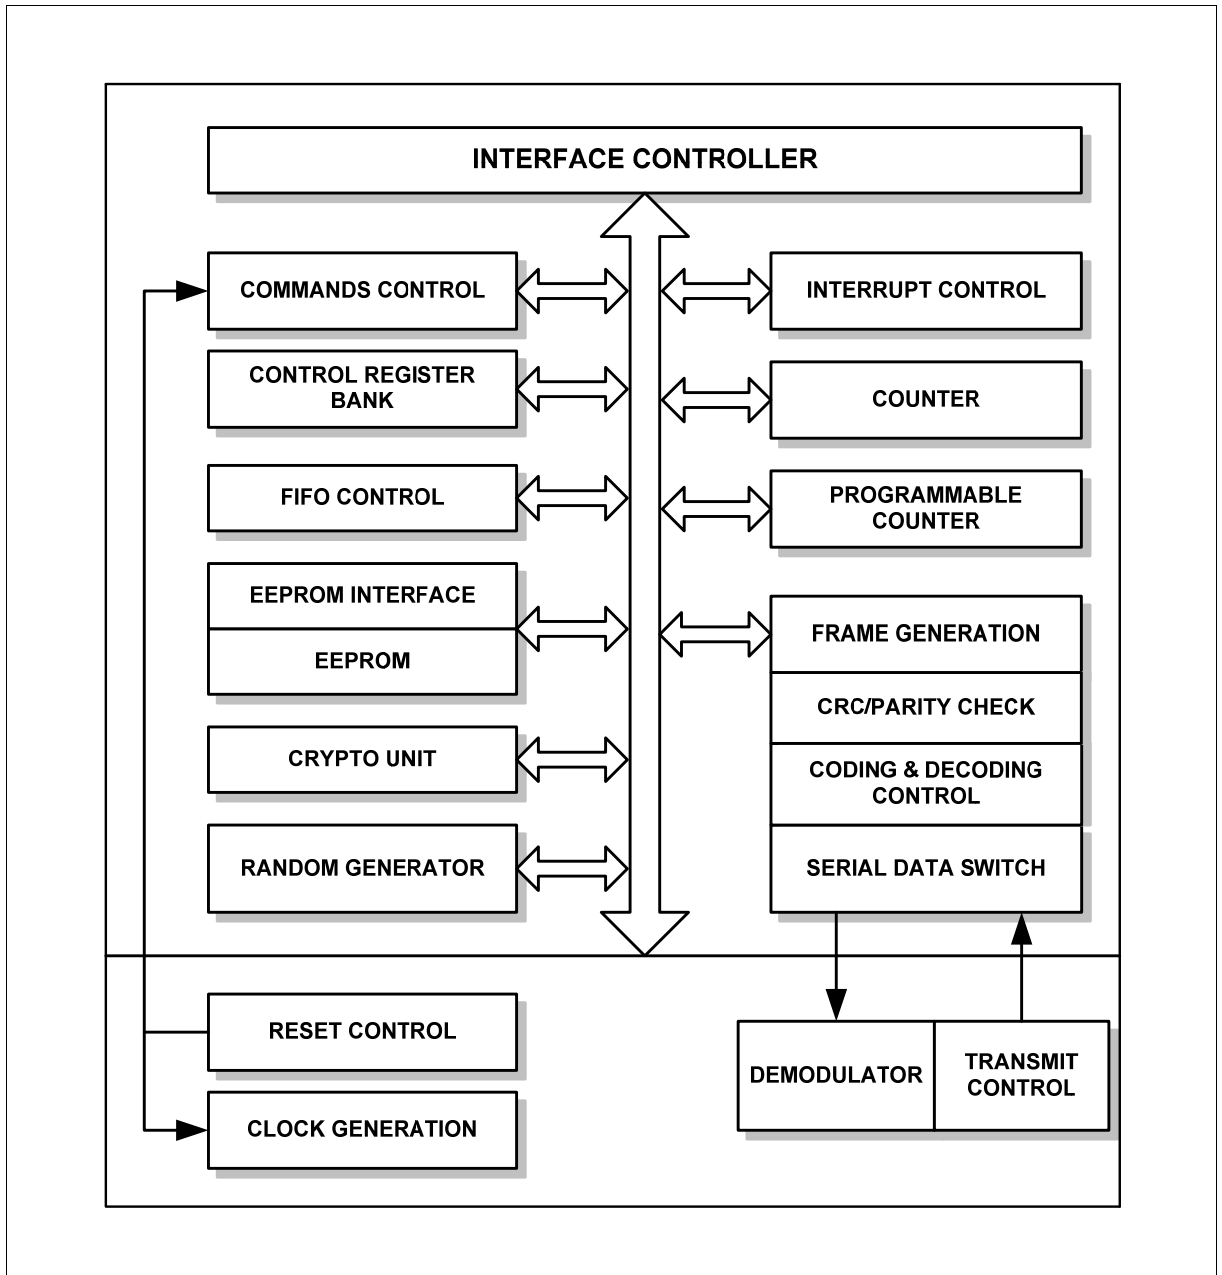 INTERFACE CONTROLLER
COMMANDS CONTROL
CONTROL REGISTER
BANK
FIFO CONTROL
EEPROM INTERFACE
EEPROM
CRYPTO UNIT
RANDOM GENERATOR
INTERRUPT CONTROL
COUNTER
PROGRAMMABLE
COUNTER
FRAME GENERATION
CRC/PARITY CHECK
CODING & DECODING
CONTROL
SERIAL DATA SWITCH
RESET CONTROL
CLOCK GENERATION
DEMODULATOR
TRANSMIT
CONTROL